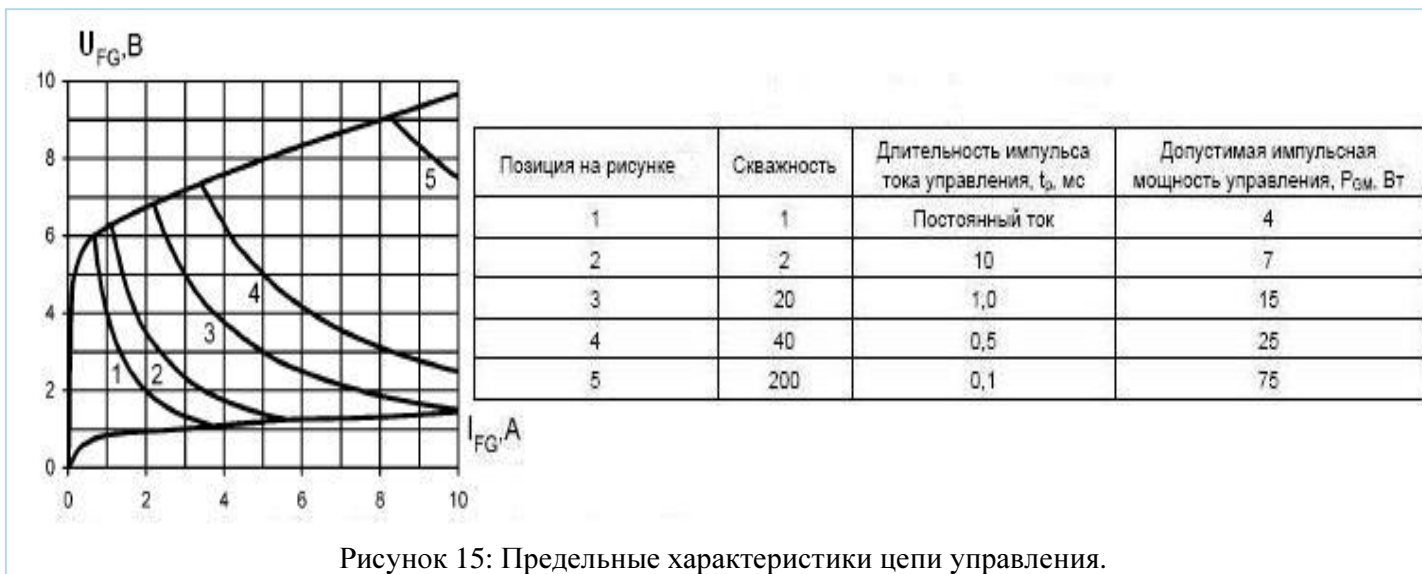 U_FG,В
10
8
6
4
2
0
1
2
3
4
5
0 2 4 6 8 10
I_FG,А
Позиция на рисунке Скважность Длительность импульса тока управления, t_p, мс Допустимая импульсная мощность управления, P_GM, Вт
1 1 Постоянный ток 4
2 2 10 7
3 20 1,0 15
4 40 0,5 25
5 200 0,1 75
Рисунок 15: Предельные характеристики цепи управления.